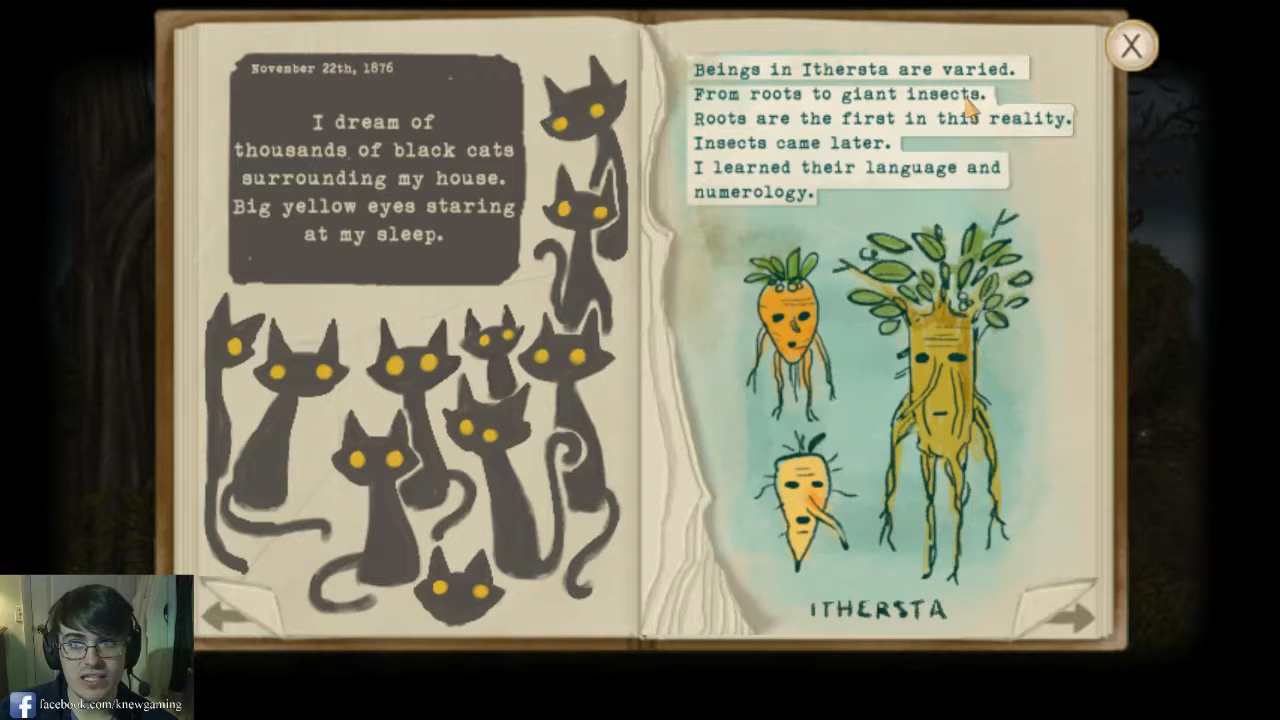 November 22th, 1876
I dream of
thousands of black cats
surrounding my house.
Big yellow eyes staring
at my sleep.
Beings in Ithersta are varied.
From roots to giant insects.
Roots are the first in this reality.
Insects came later.
I learned their language and
numerology.
ITHERSTA
X
f facebook.com/knewgaming